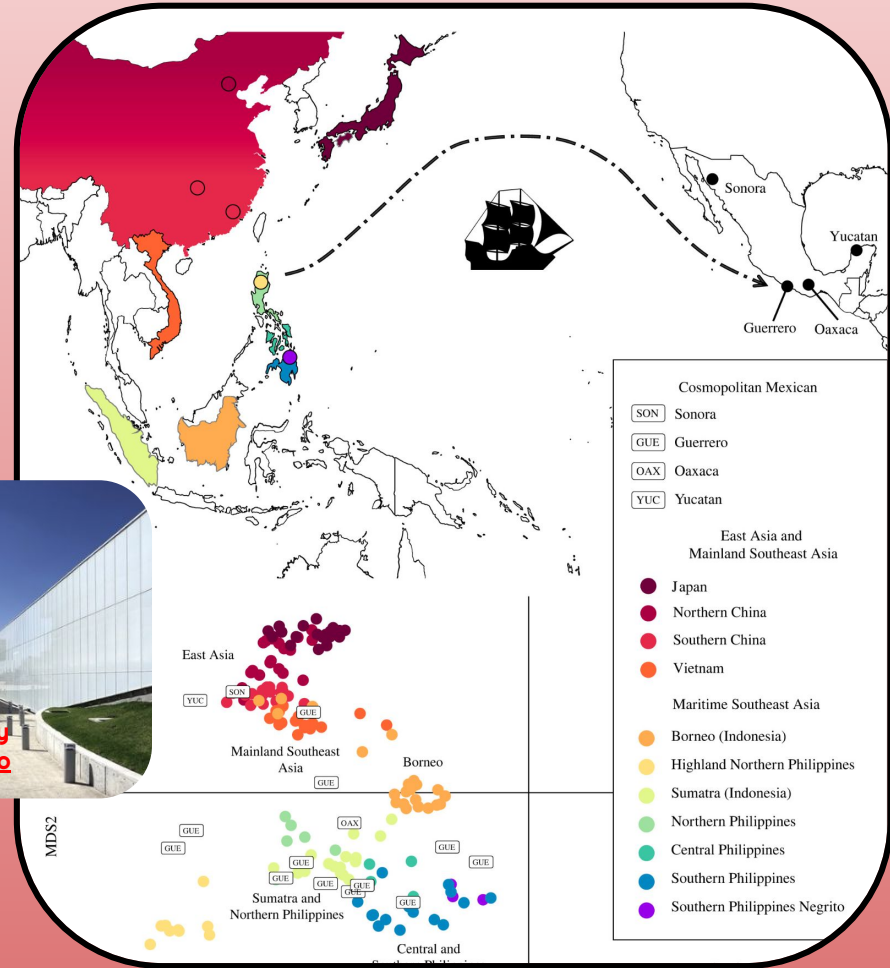 Sonora
Yucatan
Guerrero
Oaxaca
Cosmopolitan Mexican
SON Sonora
GUE Guerrero
OAX Oaxaca
YUC Yucatan
East Asia and
Mainland Southeast Asia
Japan
Northern China
Southern China
Vietnam
Maritime Southeast Asia
Borneo (Indonesia)
Highland Northern Philippines
Sumatra (Indonesia)
Northern Philippines
Central Philippines
Southern Philippines
Southern Philippines Negrito
East Asia
YUC
SON
GUE
Mainland Southeast
Asia
Borneo
GUE
MDS2
OAX
GUE
GUE
GUE
GUE
GUE
GUE
GUE
GUE
GUE
GUE
Sumatra and
Northern Philippines
Central and